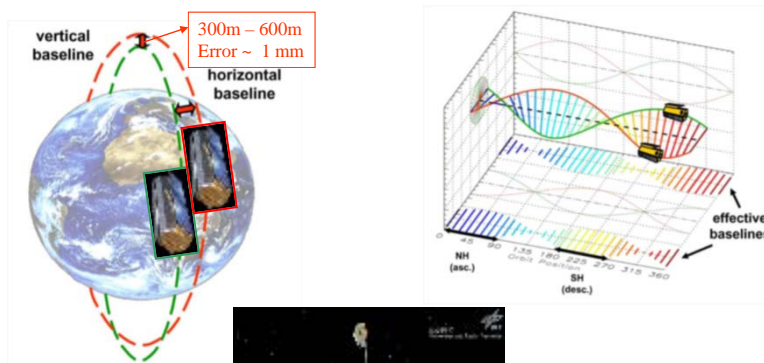 vertical
baseline
300m – 600m
Error ~ 1 mm
horizontal
baseline
effective
baselines
0
45
90
135
180
225
270
315
360
Orbit Position
NH
(asc.)
SH
(desc.)